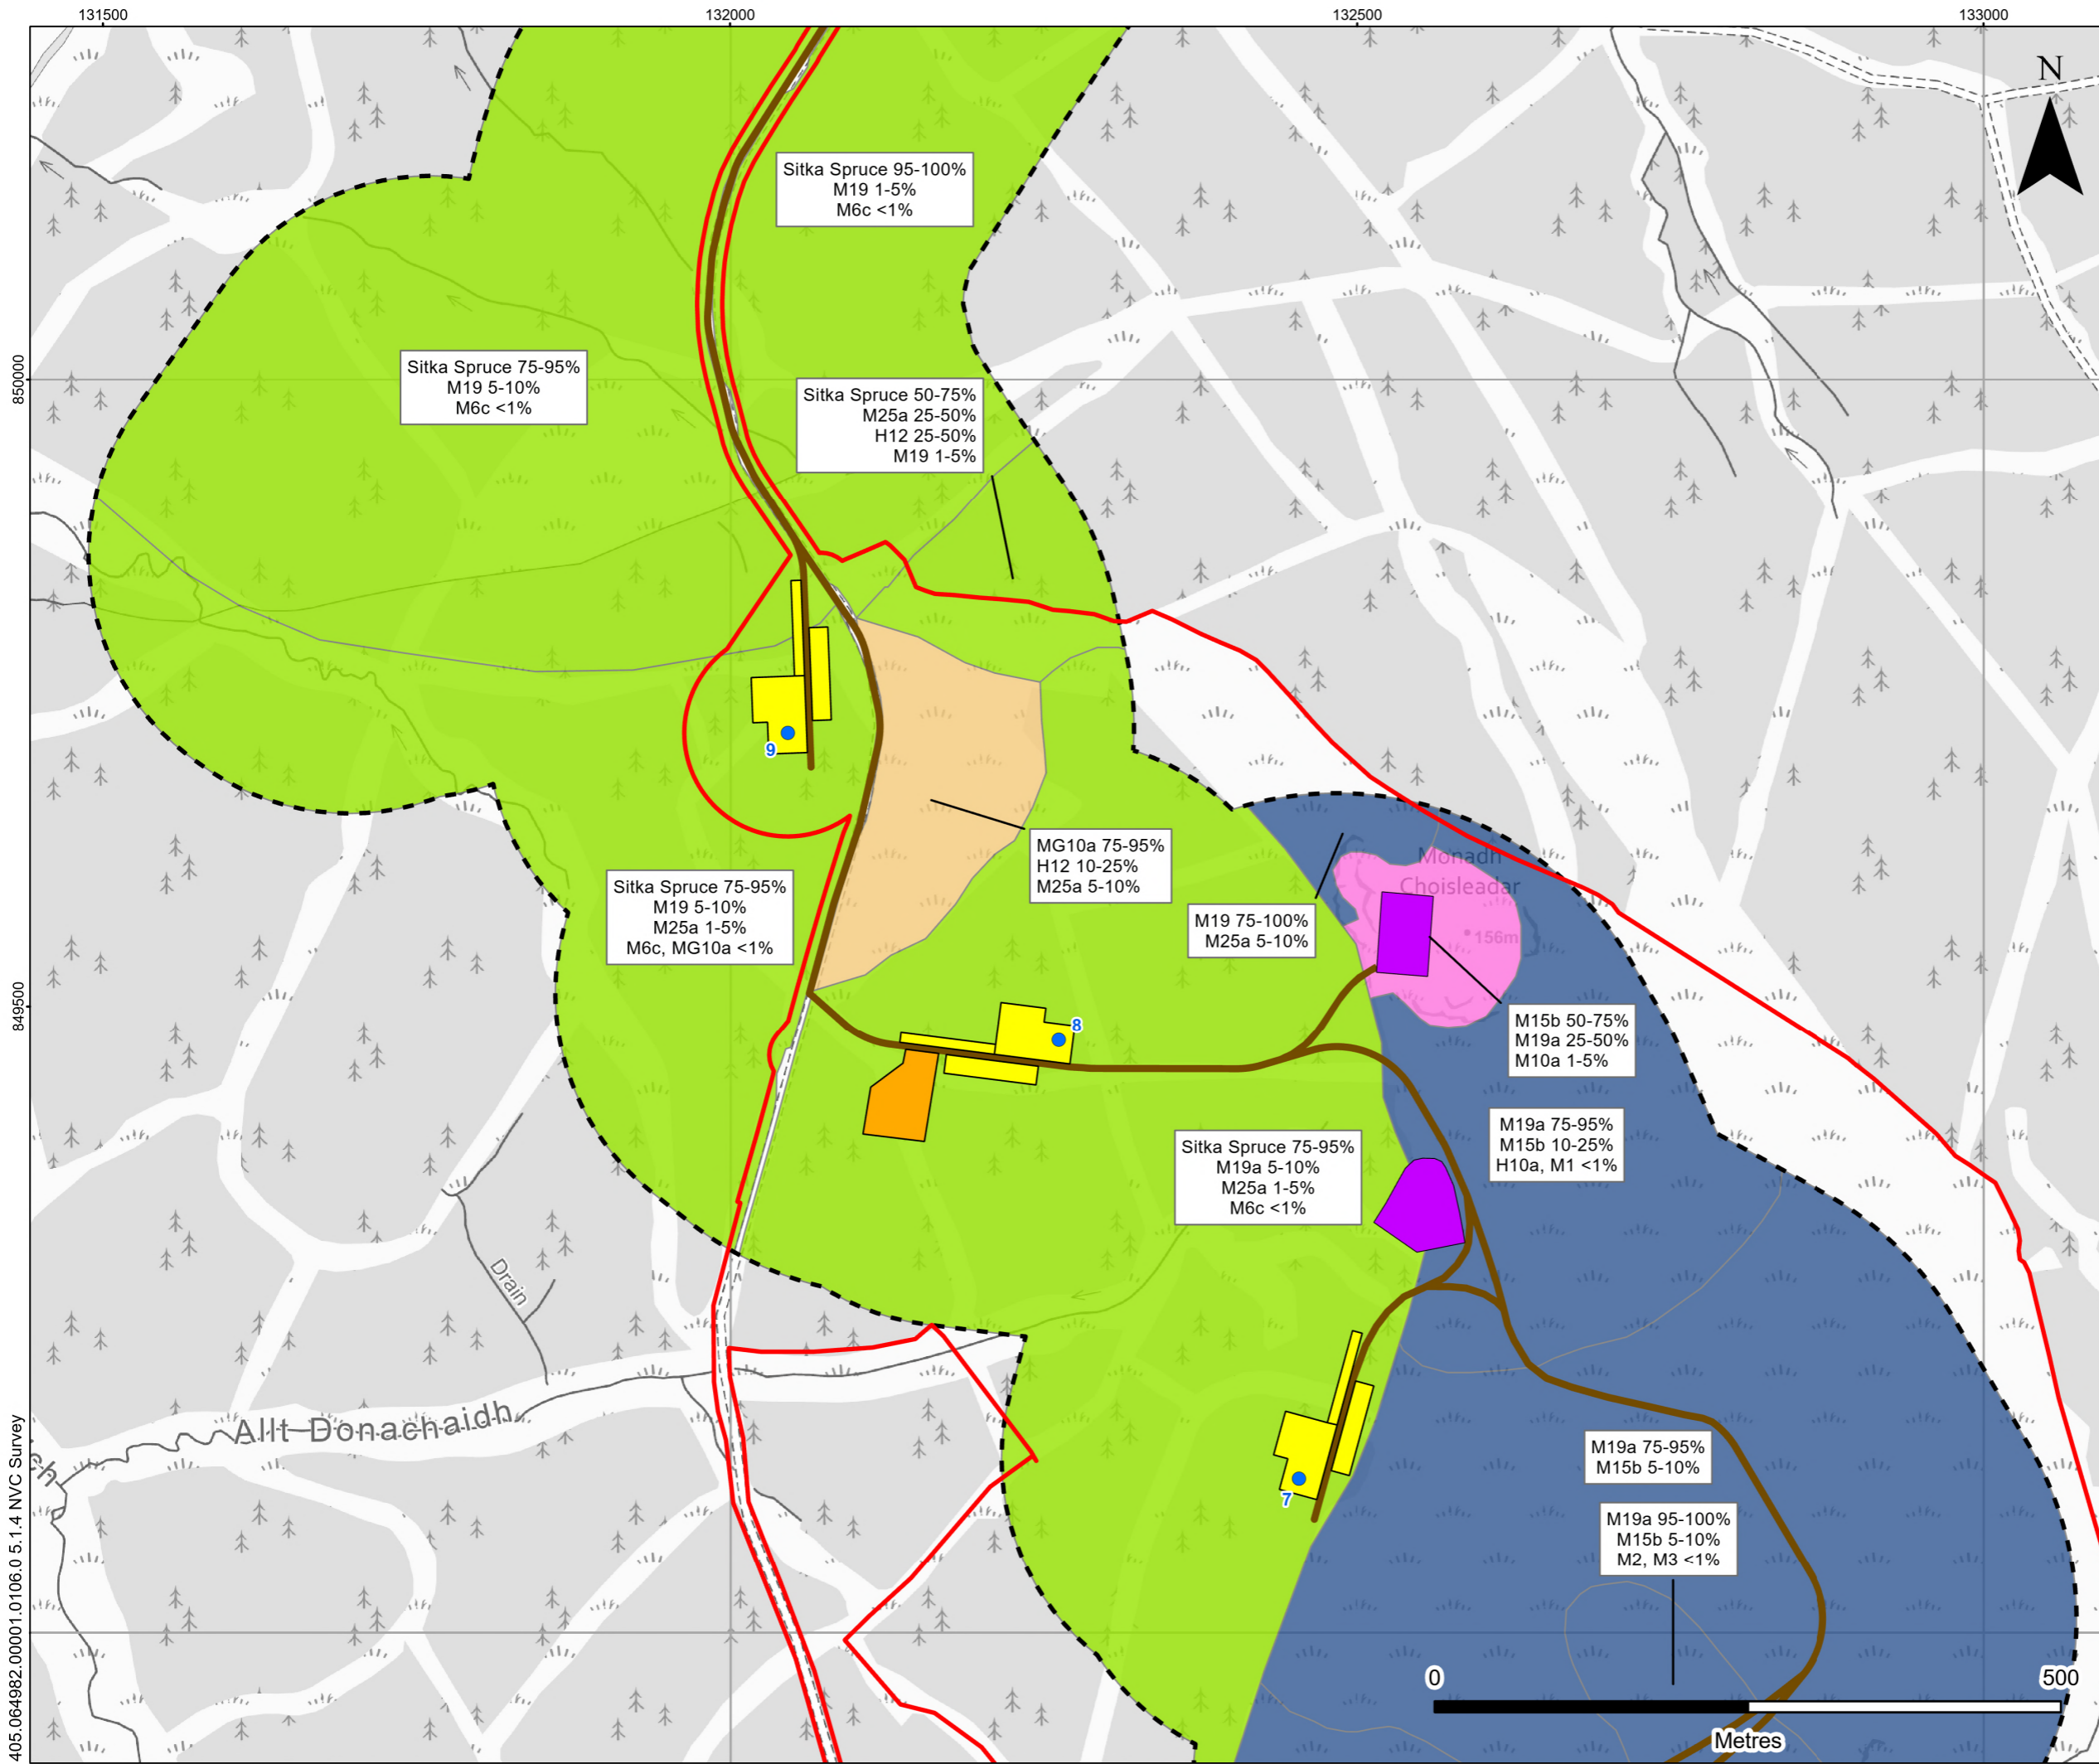 131500
132000
132500
133000
N
Sitka Spruce 95-100%
M19 1-5%
M6c <1%
850000
Sitka Spruce 75-95%
M19 5-10%
M6c <1%
Sitka Spruce 50-75%
M25a 25-50%
H12 25-50%
M19 1-5%
9
MG10a 75-95%
H12 10-25%
M25a 5-10%
Monadh
Choisleadar
156m
Sitka Spruce 75-95%
M19 5-10%
M25a 1-5%
M6c, MG10a <1%
M19 75-100%
M25a 5-10%
849500
8
M15b 50-75%
M19a 25-50%
M10a 1-5%
M19a 75-95%
M15b 10-25%
H10a, M1 <1%
Sitka Spruce 75-95%
M19a 5-10%
M25a 1-5%
M6c <1%
Drain
Allt Donachaidh
ch
7
M19a 75-95%
M15b 5-10%
M19a 95-100%
M15b 5-10%
M2, M3 <1%
0
500
Metres
405.064982.00001.0106.0 5.1.4 NVC Survey